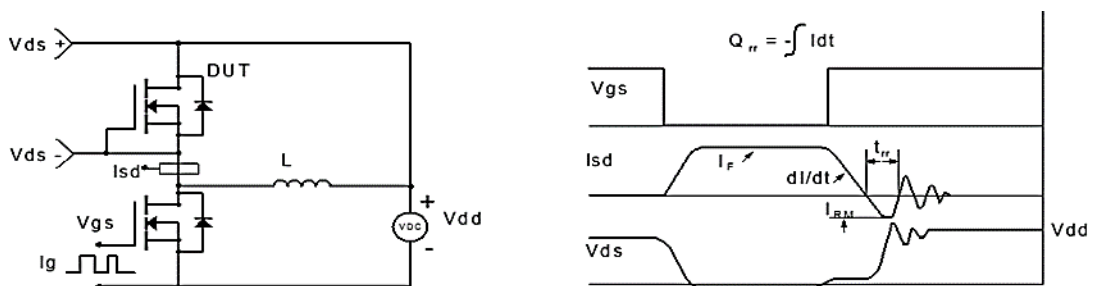 Vds +
DUT
Vds -
Isd
L
Vgs
+
VDC
Vdd
-
Ig
Q rr = -∫ Idt
Vgs
Isd
I F
dI/dt
t rr
I RM
Vdd
Vds